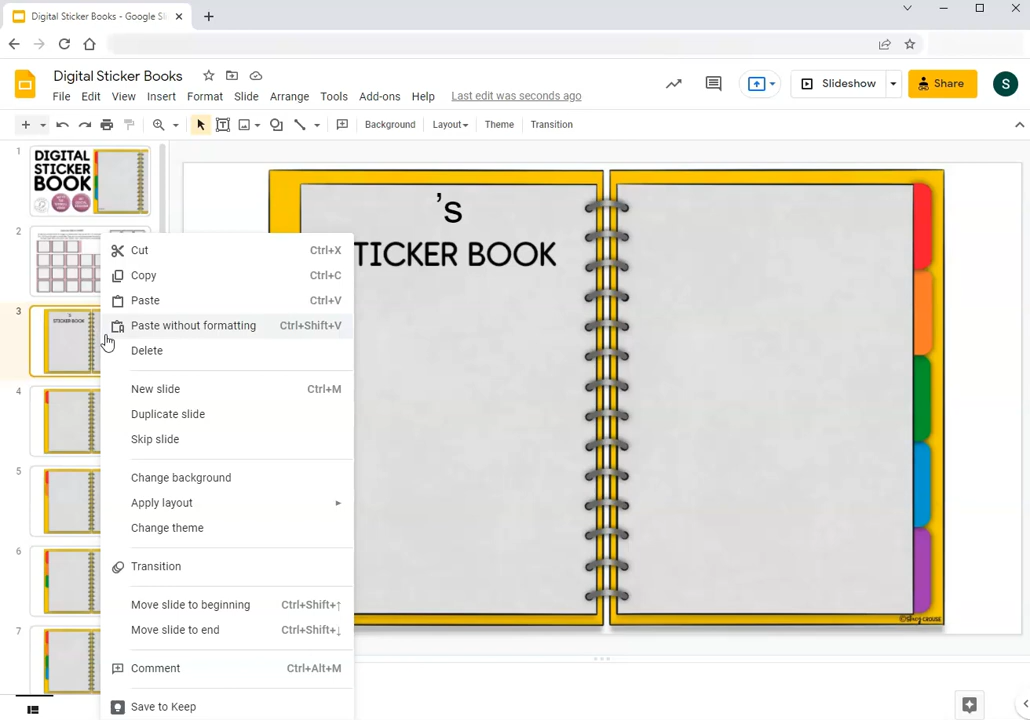 Digital Sticker Books - Google Sl
Digital Sticker Books
File Edit View Insert Format Slide Arrange Tools Add-ons Help Last edit was seconds ago
Slideshow
Share
S
Background Layout Theme Transition
1
DIGITAL
STICKER
BOOK
2
3
'S
STICKER BOOK
4
5
6
7
Cut Ctrl+X
Copy Ctrl+C
Paste Ctrl+V
Paste without formatting Ctrl+Shift+V
Delete
New slide Ctrl+M
Duplicate slide
Skip slide
Change background
Apply layout
Change theme
Transition
Move slide to beginning Ctrl+Shift+↑
Move slide to end Ctrl+Shift+↓
Comment Ctrl+Alt+M
Save to Keep
's
TICKER BOOK
©Stacy Crouse